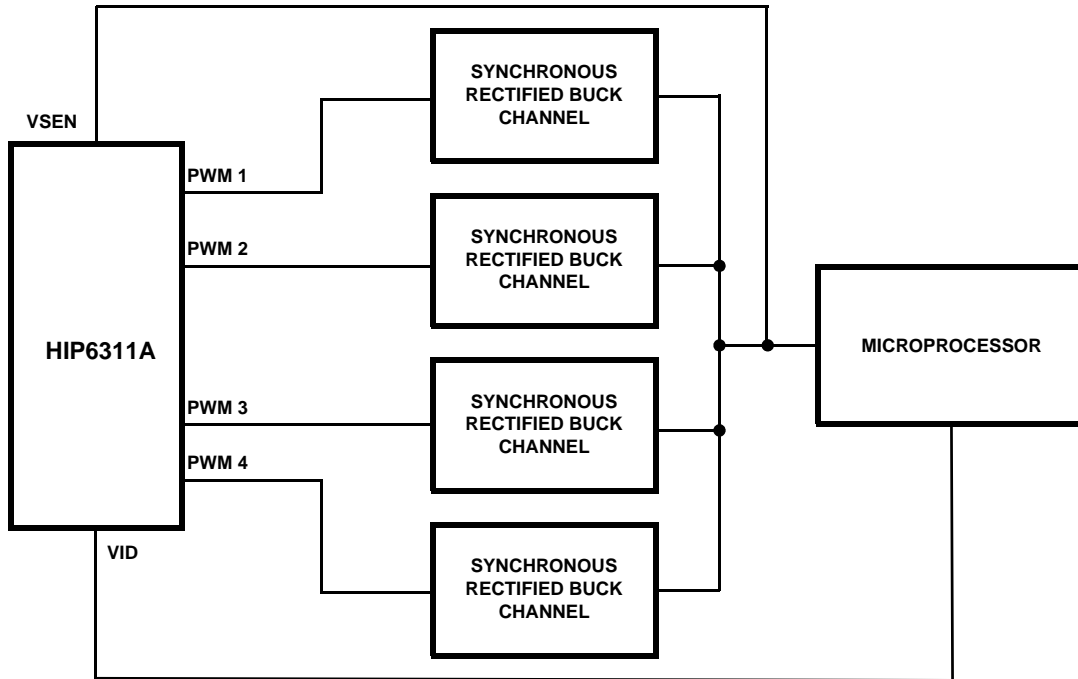 VSEN
HIP6311A
VID
PWM 1
PWM 2
PWM 3
PWM 4
SYNCHRONOUS
RECTIFIED BUCK
CHANNEL
SYNCHRONOUS
RECTIFIED BUCK
CHANNEL
SYNCHRONOUS
RECTIFIED BUCK
CHANNEL
SYNCHRONOUS
RECTIFIED BUCK
CHANNEL
MICROPROCESSOR